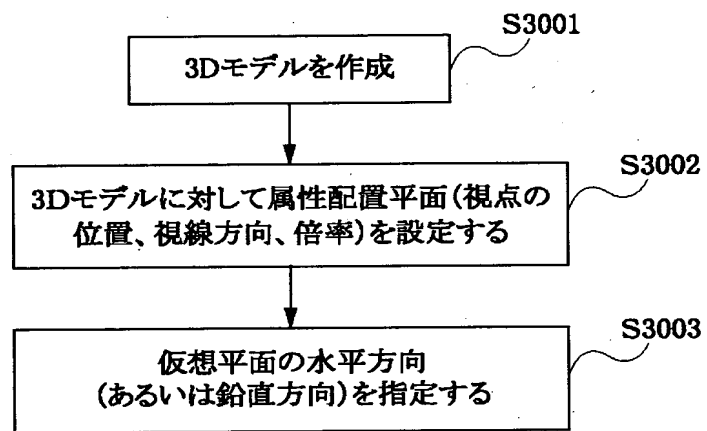 S3001
3Dモデルを作成
S3002
3Dモデルに対して属性配置平面(視点の
位置、視線方向、倍率)を設定する
S3003
仮想平面の水平方向
(あるいは鉛直方向)を指定する